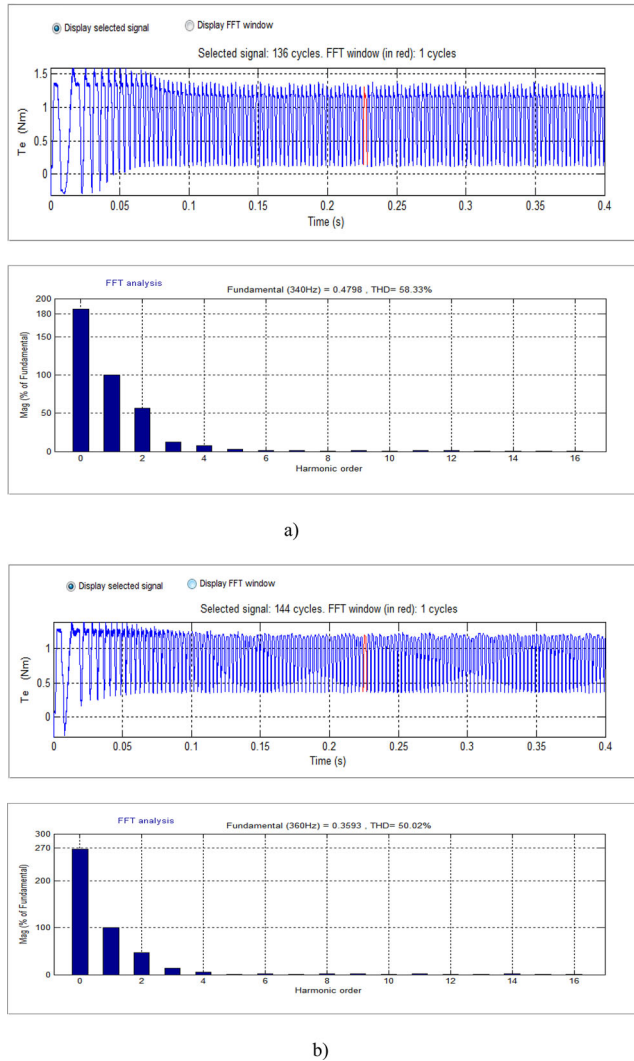 Display selected signal Display FFT window
Selected signal: 136 cycles. FFT window (in red): 1 cycles
Te (Nm)
1.5
1
0.5
0
0 0.05 0.1 0.15 0.2 0.25 0.3 0.35 0.4
Time (s)
FFT analysis
Fundamental (340Hz) = 0.4798 , THD= 58.33%
Mag (% of Fundamental)
200
180
150
100
50
0
0 2 4 6 8 10 12 14 16
Harmonic order
a)
Display selected signal Display FFT window
Selected signal: 144 cycles. FFT window (in red): 1 cycles
Te (Nm)
1
0.5
0
0 0.05 0.1 0.15 0.2 0.25 0.3 0.35 0.4
Time (s)
FFT analysis
Fundamental (360Hz) = 0.3593 , THD= 50.02%
Mag (% of Fundamental)
300
270
200
100
0
0 2 4 6 8 10 12 14 16
Harmonic order
b)